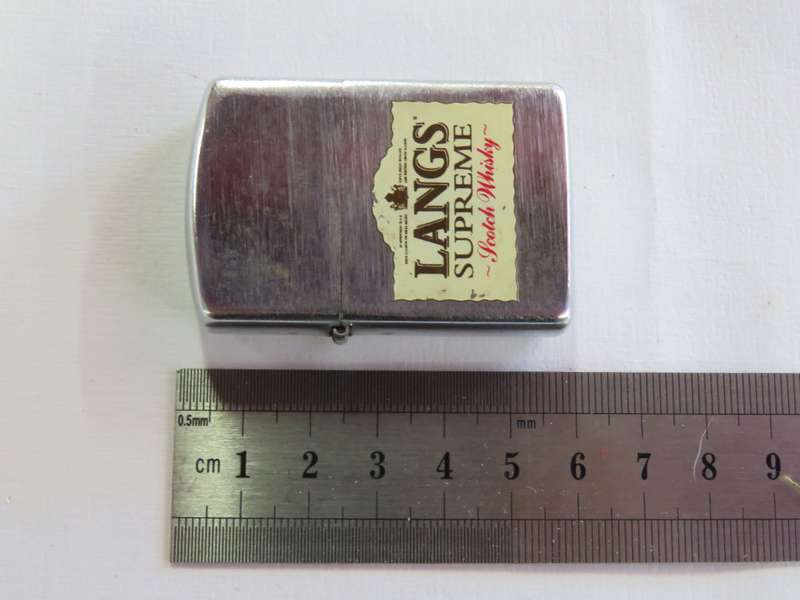 LANGS
SUPREME
~Scotch Whisky~
0.5mm
mm
cm 1 2 3 4 5 6 7 8 9